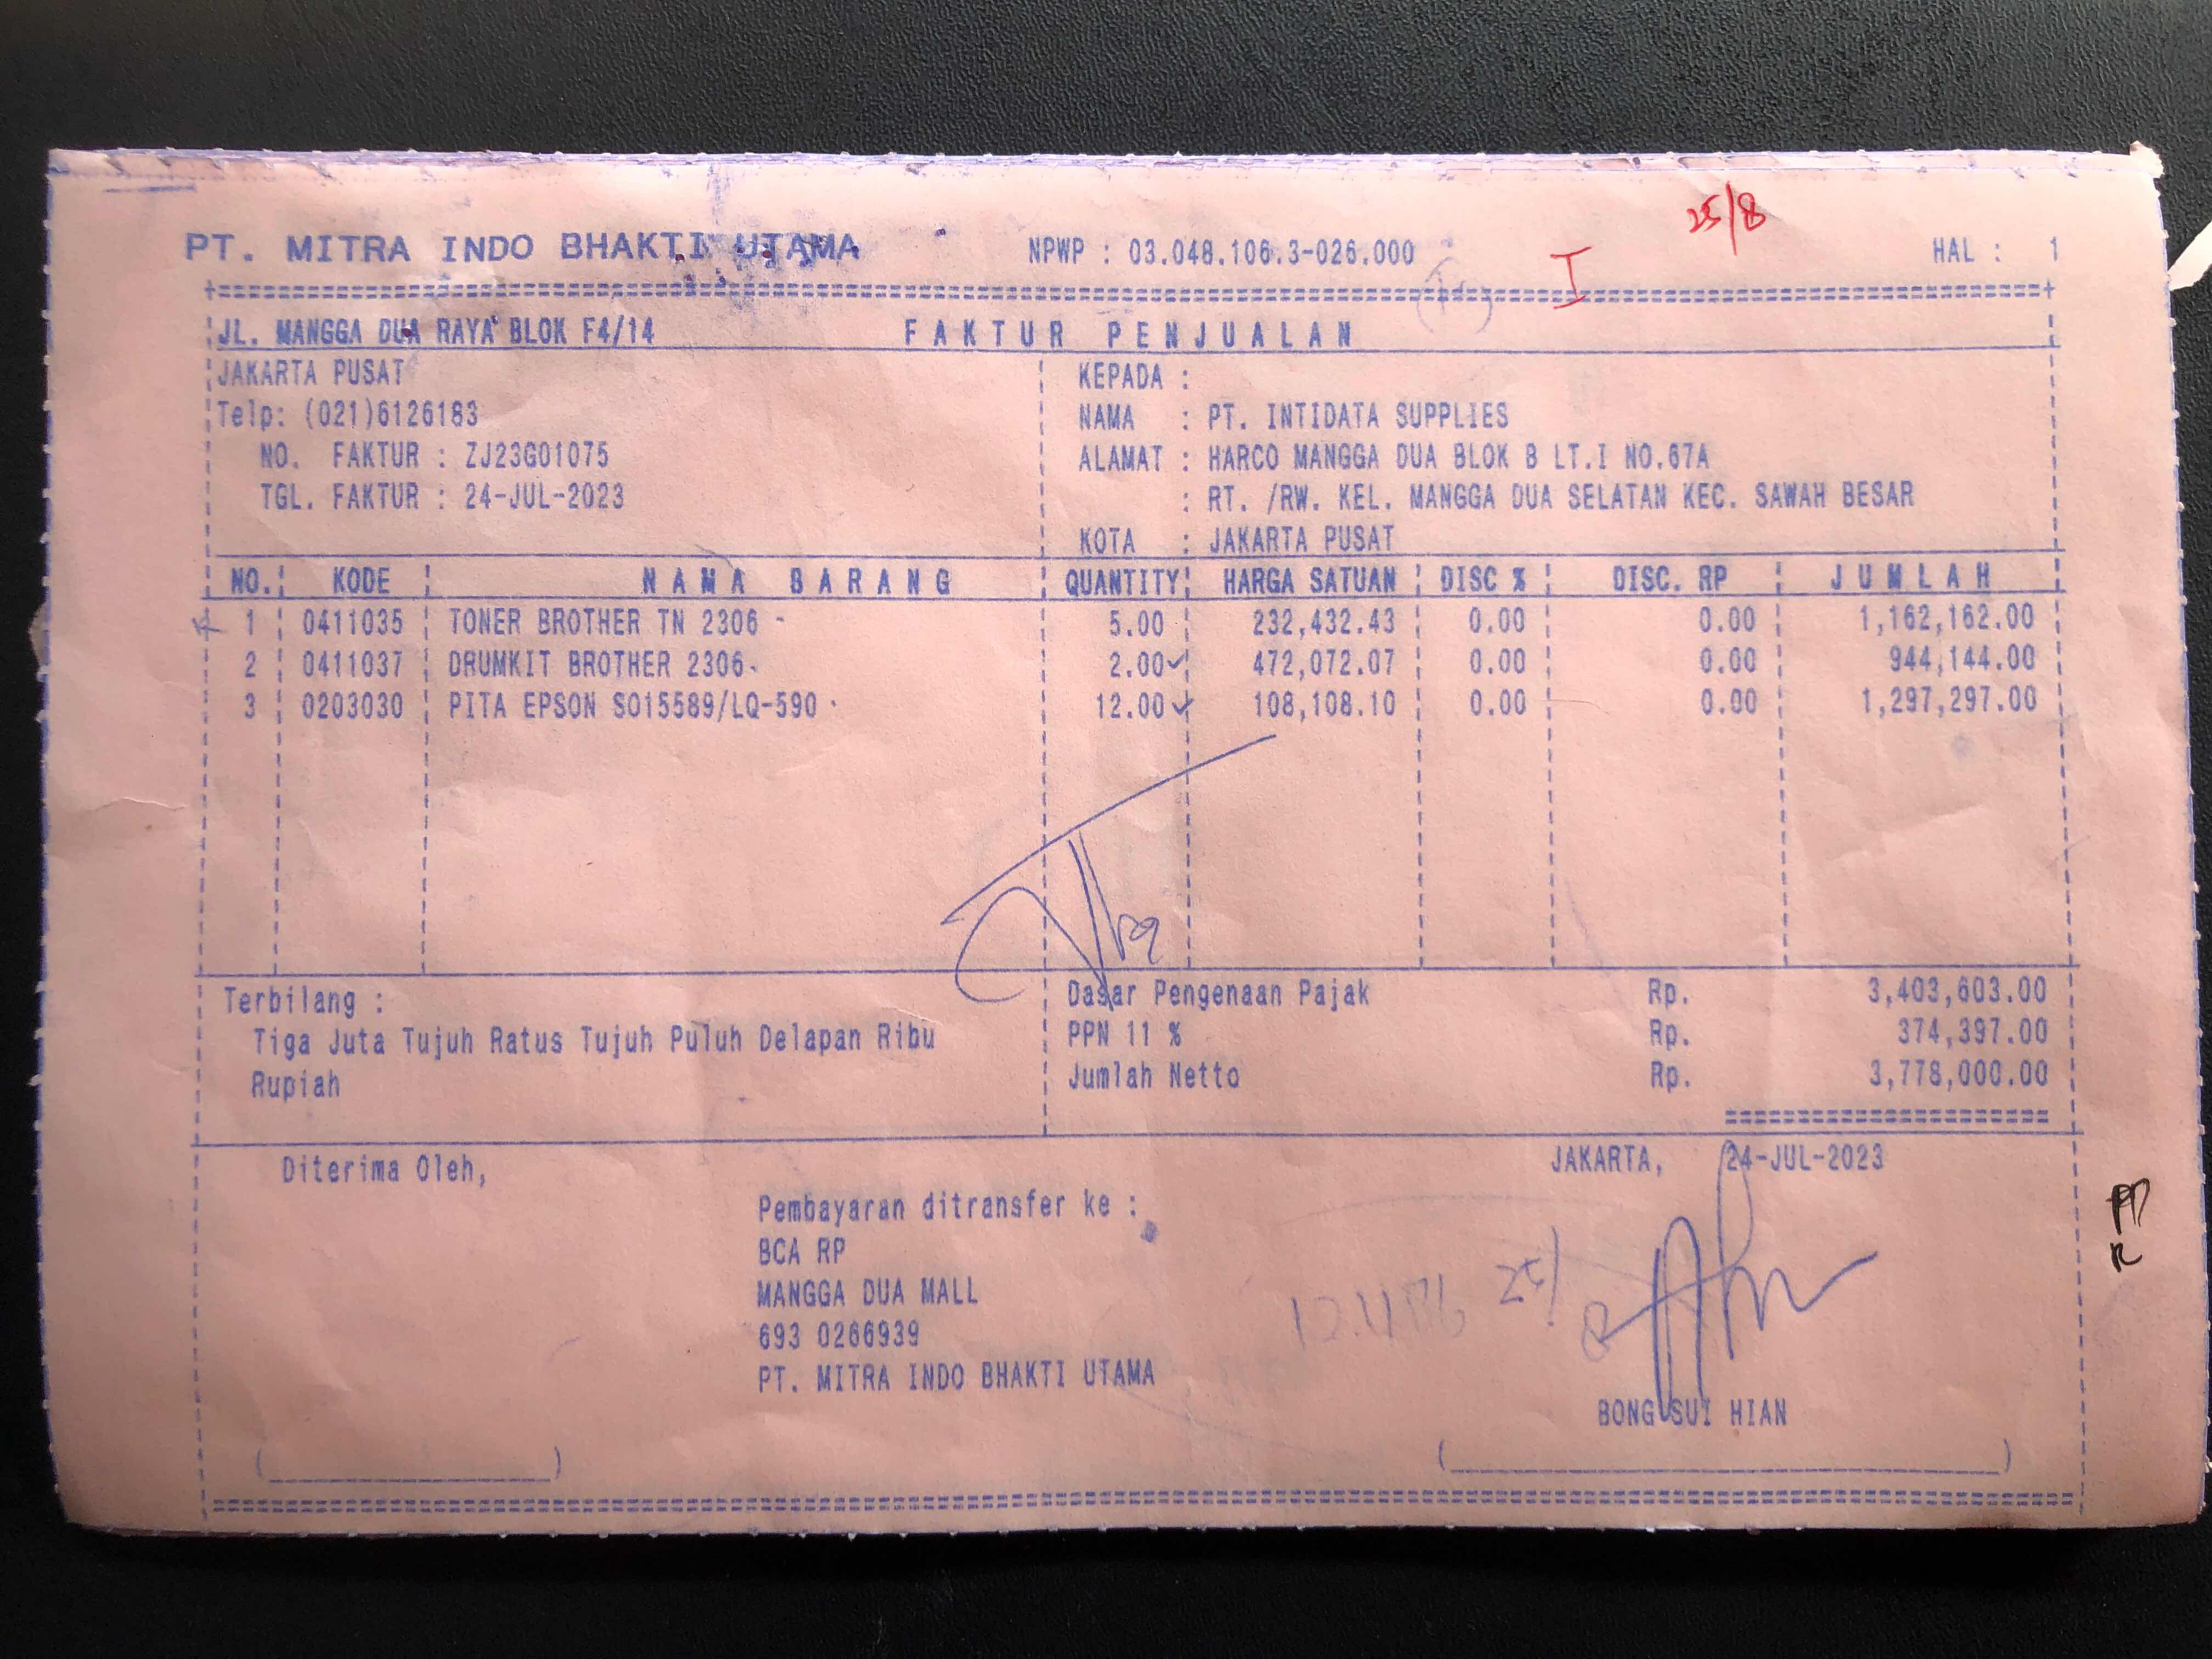 25/8
PT. MITRA INDO BHAKTI UTAMA NPWP : 03.048.106.3-026.000 I HAL : 1
JL. MANGGA DUA RAYA BLOK F4/14 FAKTUR PENJUALAN
JAKARTA PUSAT KEPADA :
Telp: (021)6126183 NAMA : PT. INTIDATA SUPPLIES
NO. FAKTUR : ZJ23G01075 ALAMAT : HARCO MANGGA DUA BLOK B LT.I NO.67A
TGL. FAKTUR : 24-JUL-2023 : RT. /RW. KEL. MANGGA DUA SELATAN KEC. SAWAH BESAR
KOTA : JAKARTA PUSAT
NO. KODE NAMA BARANG QUANTITY HARGA SATUAN DISC % DISC. RP JUMLAH
1 0411035 TONER BROTHER TN 2306 5.00 232,432.43 0.00 0.00 1,162,162.00
2 0411037 DRUMKIT BROTHER 2306 2.00 472,072.07 0.00 0.00 944,144.00
3 0203030 PITA EPSON SO15589/LQ-590 12.00 108,108.10 0.00 0.00 1,297,297.00
Terbilang : Dasar Pengenaan Pajak Rp. 3,403,603.00
Tiga Juta Tujuh Ratus Tujuh Puluh Delapan Ribu PPN 11 % Rp. 374,397.00
Rupiah Jumlah Netto Rp. 3,778,000.00
Diterima Oleh, JAKARTA, 24-JUL-2023
Pembayaran ditransfer ke :
BCA RP
MANGGA DUA MALL
693 0266939
PT. MITRA INDO BHAKTI UTAMA
BONG SUI HIAN